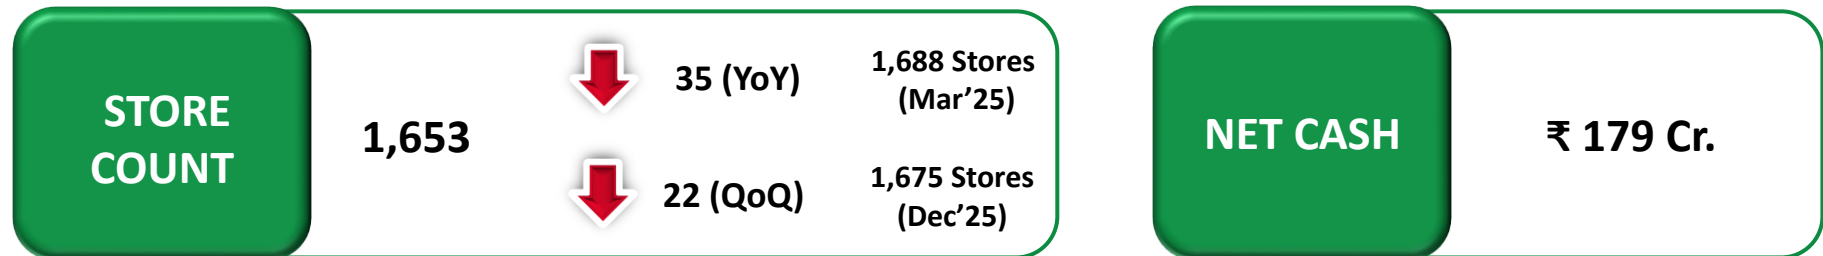 STORE
COUNT
1,653
35 (YoY)
1,688 Stores
(Mar’25)
22 (QoQ)
1,675 Stores
(Dec’25)
NET CASH
₹ 179 Cr.